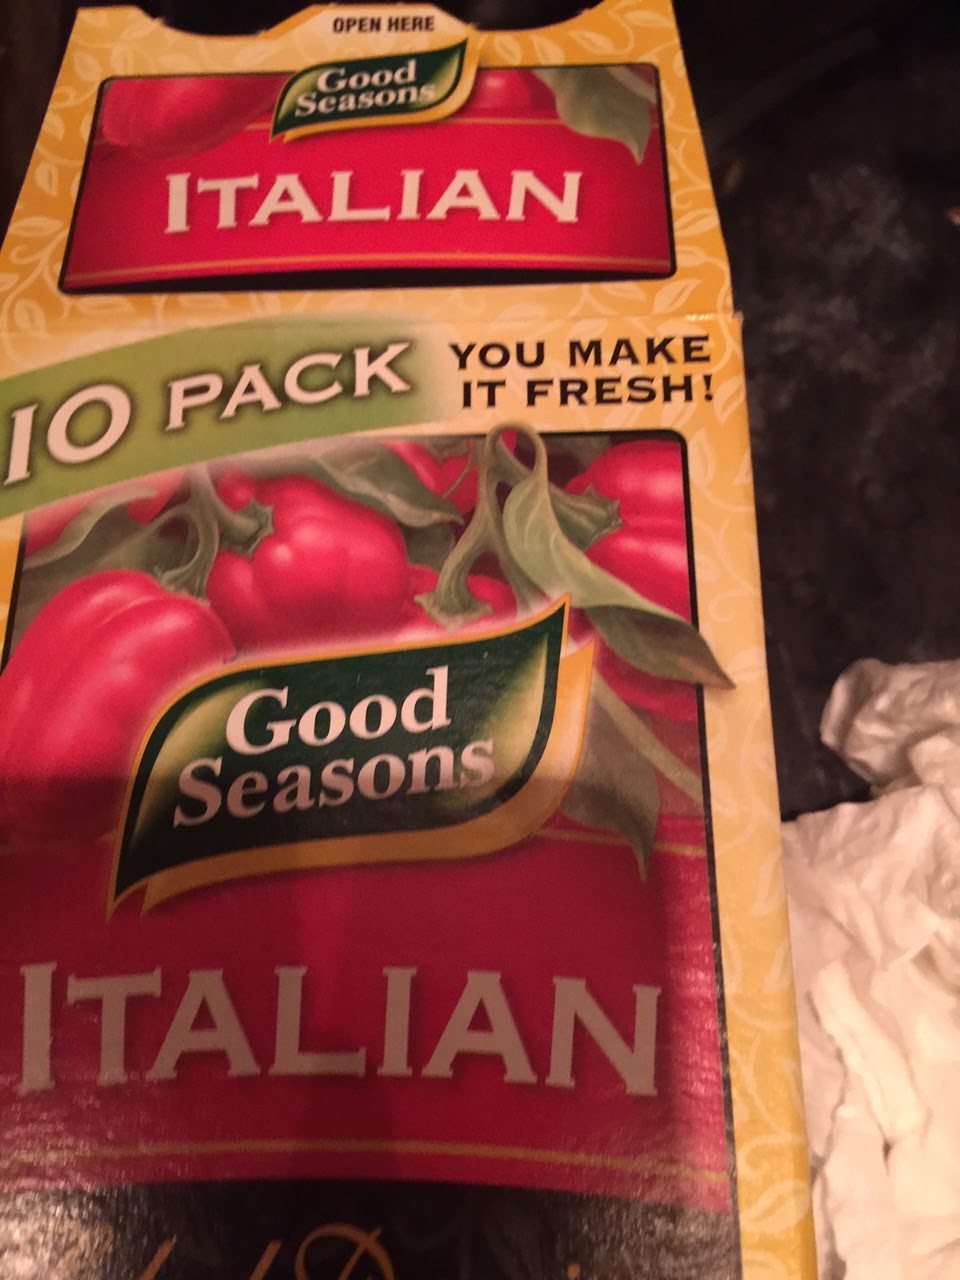 OPEN HERE
Good
Seasons
ITALIAN
10 PACK
YOU MAKE
IT FRESH!
Good
Seasons
ITALIAN